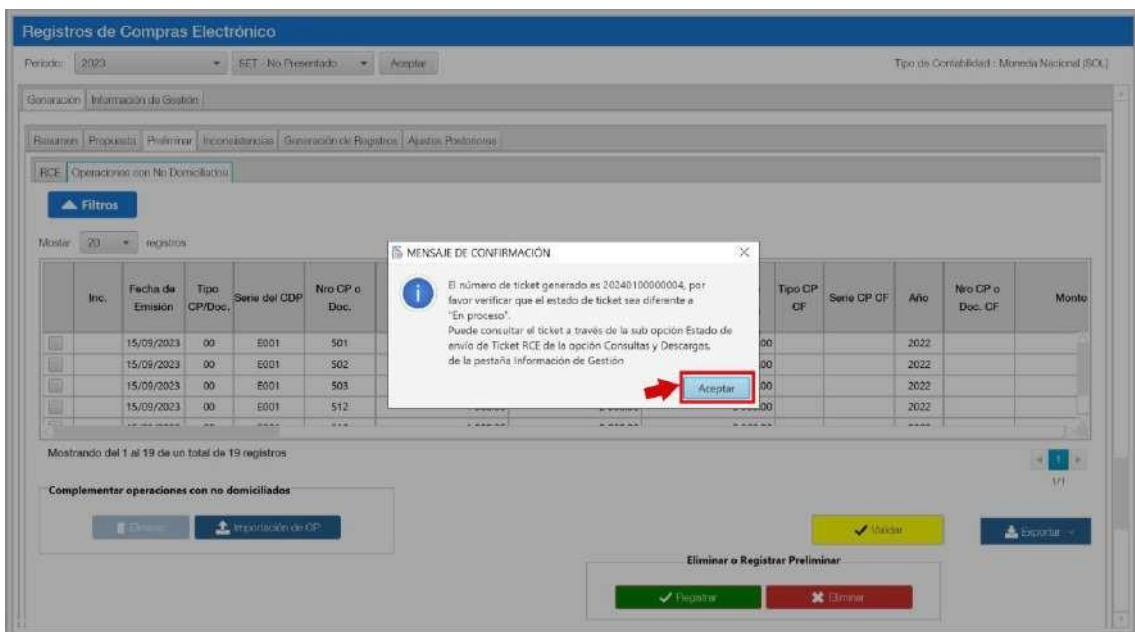 Registros de Compras Electrónico
Periodo: 2023 SET - No Presentado Aceptar Tipo de Contabilidad : Moneda Nacional (SOL)
Generación Información de Gestión
Resumen Propuesta Preliminar Inconsistencias Generación de Registros Ajustes Posteriores
RCE Operaciones con No Domiciliados
Filtros
Mostar 20 registros
MENSAJE DE CONFIRMACIÓN
El número de ticket generado es 20240100000004, por
favor verificar que el estado de ticket sea diferente a
"En proceso".
Puede consultar el ticket a través de la sub opción Estado de
envío de Ticket RCE de la opción Consultas y Descargas,
de la pestaña Información de Gestión
Aceptar
Inc. Fecha de Emisión Tipo CP/Doc. Serie del CDP Nro CP o Doc. Tipo CP CF Serie CP CF Año Nro CP o Doc. CF Monto
15/09/2023 00 E001 501 00 2022
15/09/2023 00 E001 502 00 2022
15/09/2023 00 E001 503 00 2022
15/09/2023 00 E001 512 00 2022
Mostrando del 1 al 19 de un total de 19 registros
1
1/1
Complementar operaciones con no domiciliados
Eliminar Importación de CP
Validar Exportar
Eliminar o Registrar Preliminar
Registrar Eliminar